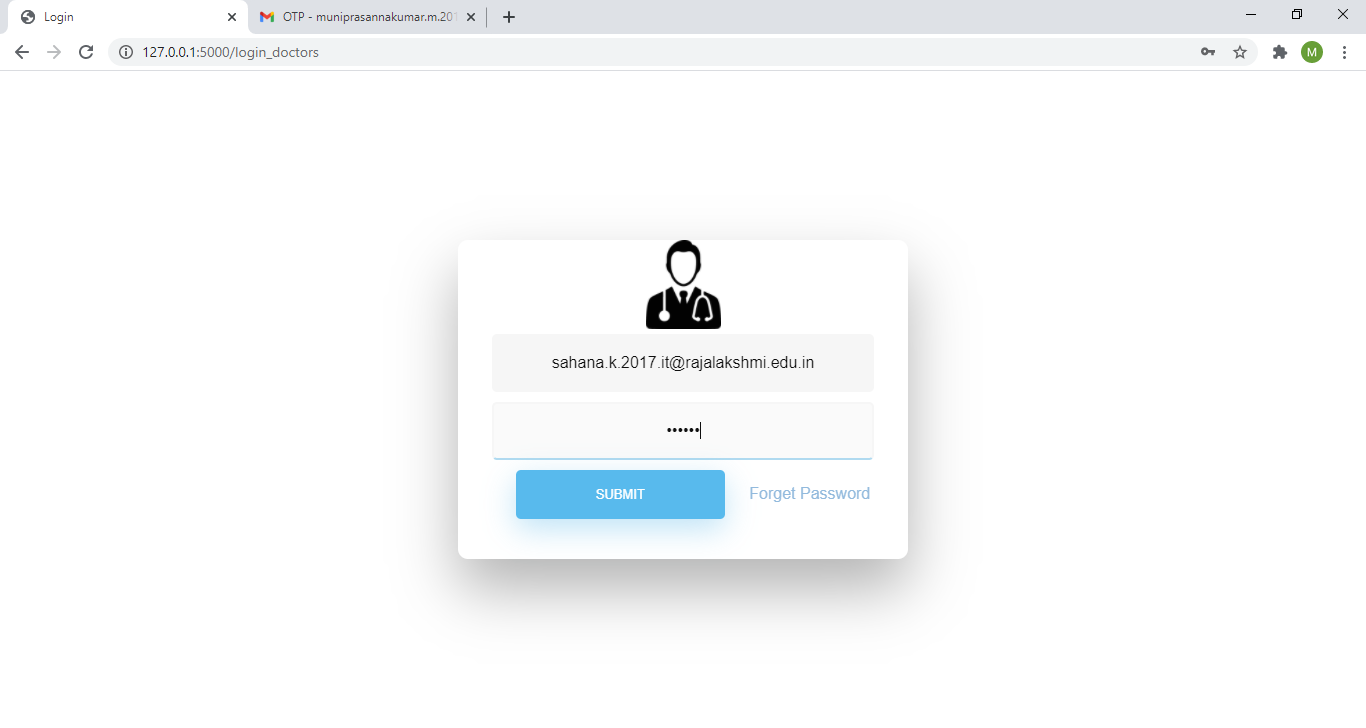 Login
OTP - muniprasannakumar.m.201
127.0.0.1:5000/login_doctors
M
sahana.k.2017.it@rajalakshmi.edu.in
••••••
SUBMIT
Forget Password